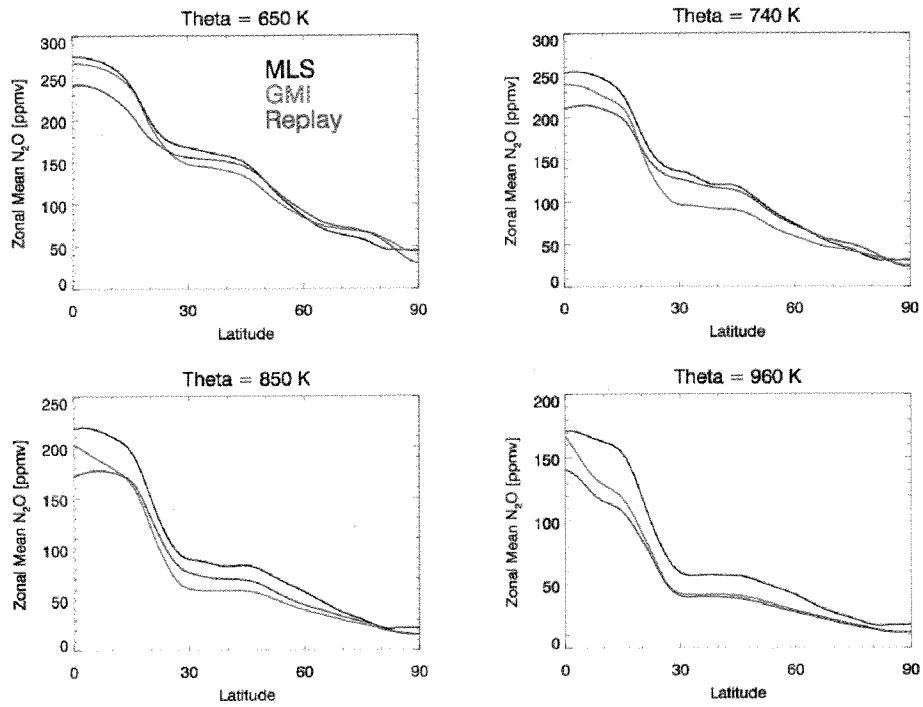 Theta = 650 K
Zonal Mean N₂O [ppmv]
300
250
200
150
100
50
0
MLS
GMI
Replay
0 30 60 90
Latitude
Theta = 740 K
Zonal Mean N₂O [ppmv]
300
250
200
150
100
50
0
0 30 60 90
Latitude
Theta = 850 K
Zonal Mean N₂O [ppmv]
250
200
150
100
50
0
0 30 60 90
Latitude
Theta = 960 K
Zonal Mean N₂O [ppmv]
200
150
100
50
0
0 30 60 90
Latitude